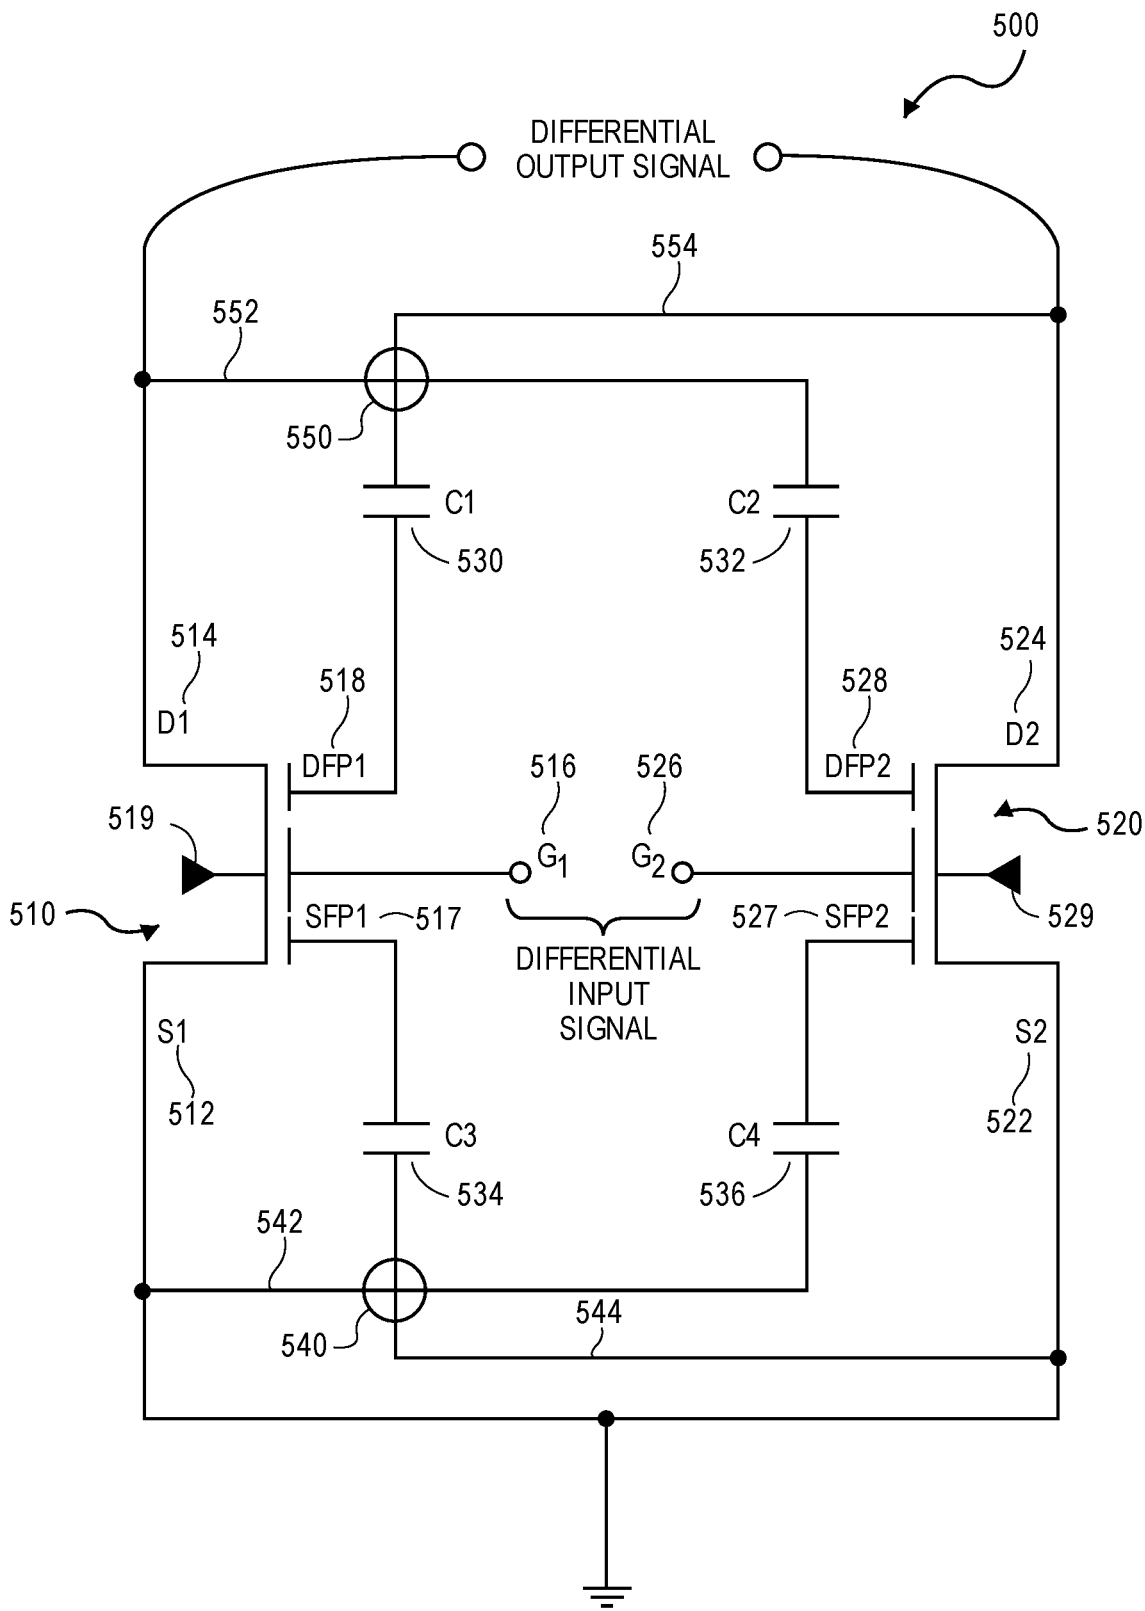 500
DIFFERENTIAL
OUTPUT SIGNAL
554
552
550
C1
C2
530
532
514
524
518
528
D1
D2
DFP1
DFP2
516
526
519
520
G1
G2
510
SFP1
517
527
SFP2
529
DIFFERENTIAL
INPUT
SIGNAL
S1
S2
512
522
C3
C4
534
536
542
544
540